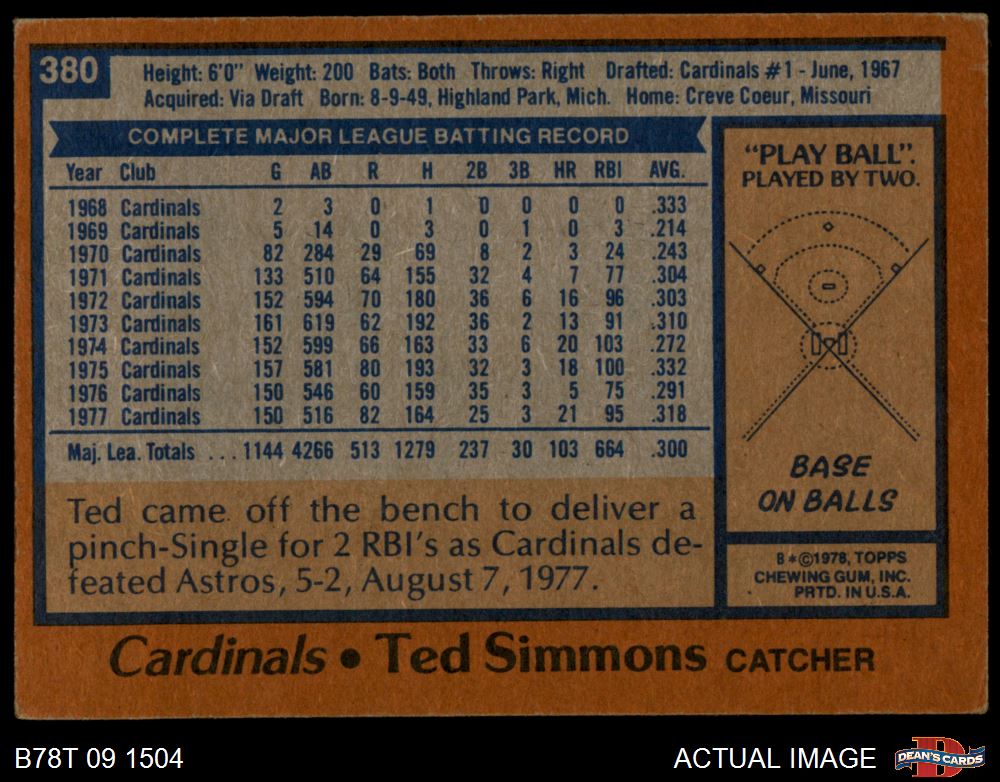 380
Height: 6'0" Weight: 200 Bats: Both Throws: Right Drafted: Cardinals #1 - June, 1967
Acquired: Via Draft Born: 8-9-49, Highland Park, Mich. Home: Creve Coeur, Missouri
COMPLETE MAJOR LEAGUE BATTING RECORD
Year Club G AB R H 2B 3B HR RBI AVG.
1968 Cardinals 2 3 0 1 0 0 0 0 .333
1969 Cardinals 5 14 0 3 0 1 0 3 .214
1970 Cardinals 82 284 29 69 8 2 3 24 .243
1971 Cardinals 133 510 64 155 32 4 7 77 .304
1972 Cardinals 152 594 70 180 36 6 16 96 .303
1973 Cardinals 161 619 62 192 36 2 13 91 .310
1974 Cardinals 152 599 66 163 33 6 20 103 .272
1975 Cardinals 157 581 80 193 32 3 18 100 .332
1976 Cardinals 150 546 60 159 35 3 5 75 .291
1977 Cardinals 150 516 82 164 25 3 21 95 .318
Maj. Lea. Totals ...1144 4266 513 1279 237 30 103 664 .300
Ted came off the bench to deliver a
pinch-Single for 2 RBI's as Cardinals de-
feated Astros, 5-2, August 7, 1977.
"PLAY BALL".
PLAYED BY TWO.
BASE
ON BALLS
B*©1978, TOPPS
CHEWING GUM, INC.
PRTD. IN U.S.A.
Cardinals • Ted Simmons CATCHER
B78T 09 1504
ACTUAL IMAGE
D
DEAN'S CARDS